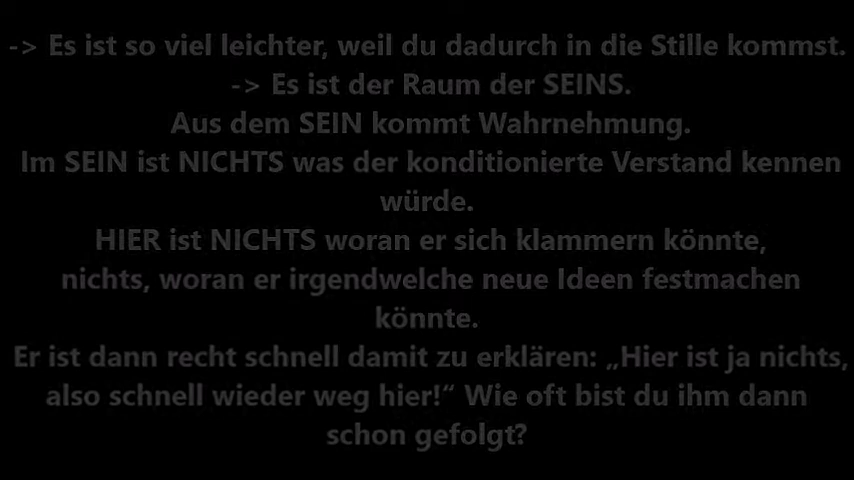 -> Es ist so viel leichter, weil du dadurch in die Stille kommst.
-> Es ist der Raum der SEINS.
Aus dem SEIN kommt Wahrnehmung.
Im SEIN ist NICHTS was der konditionierte Verstand kennen
würde.
HIER ist NICHTS woran er sich klammern könnte,
nichts, woran er irgendwelche neue Ideen festmachen
könnte.
Er ist dann recht schnell damit zu erklären: „Hier ist ja nichts,
also schnell wieder weg hier!“ Wie oft bist du ihm dann
schon gefolgt?